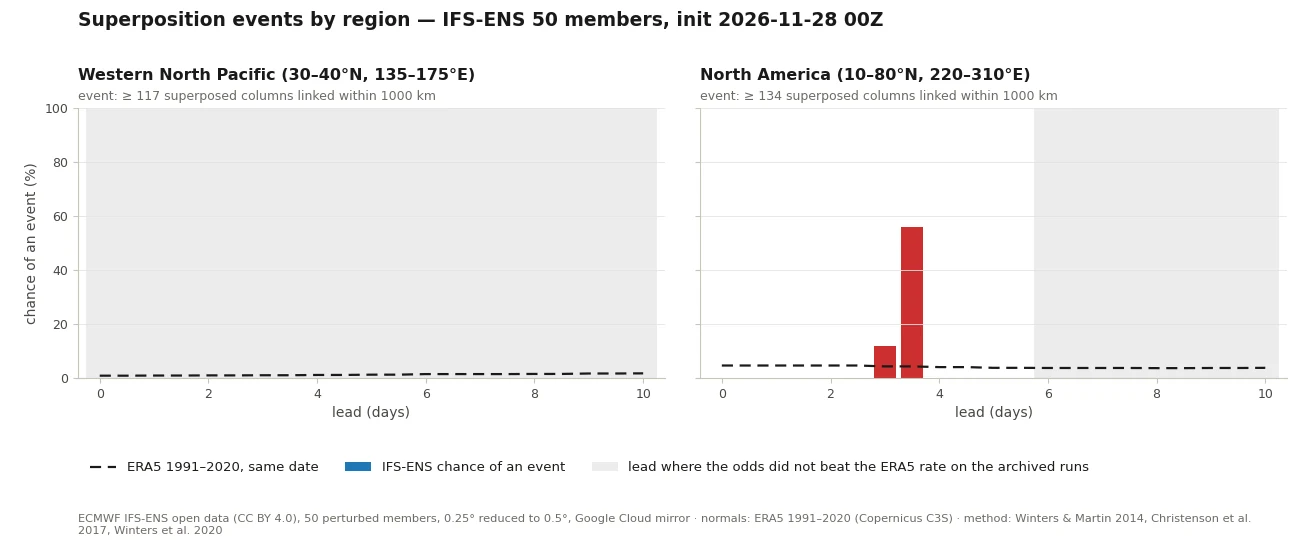 Superposition events by region — IFS-ENS 50 members, init 2026-11-28 00Z
Western North Pacific (30–40°N, 135–175°E)
event: ≥ 117 superposed columns linked within 1000 km
North America (10–80°N, 220–310°E)
event: ≥ 134 superposed columns linked within 1000 km
chance of an event (%)
100
80
60
40
20
0
0 2 4 6 8 10
0 2 4 6 8 10
lead (days)
lead (days)
ERA5 1991–2020, same date
IFS-ENS chance of an event
lead where the odds did not beat the ERA5 rate on the archived runs
ECMWF IFS-ENS open data (CC BY 4.0), 50 perturbed members, 0.25° reduced to 0.5°, Google Cloud mirror · normals: ERA5 1991–2020 (Copernicus C3S) · method: Winters & Martin 2014, Christenson et al.
2017, Winters et al. 2020